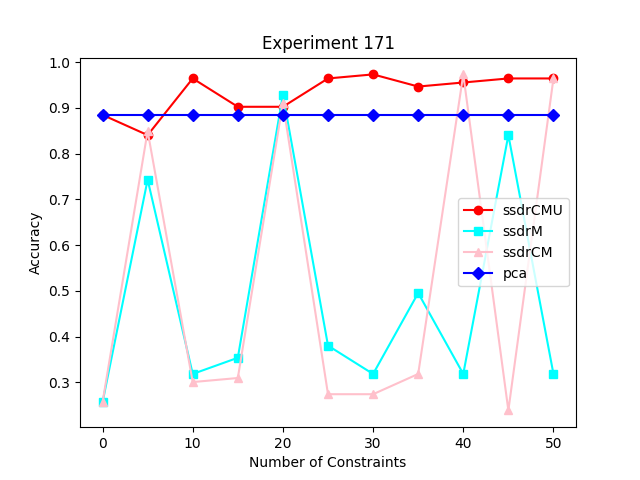 Experiment 171
1.0
0.9
0.8
0.7
0.6
0.5
0.4
0.3
Accuracy
ssdrCMU
ssdrM
ssdrCM
pca
0 10 20 30 40 50
Number of Constraints